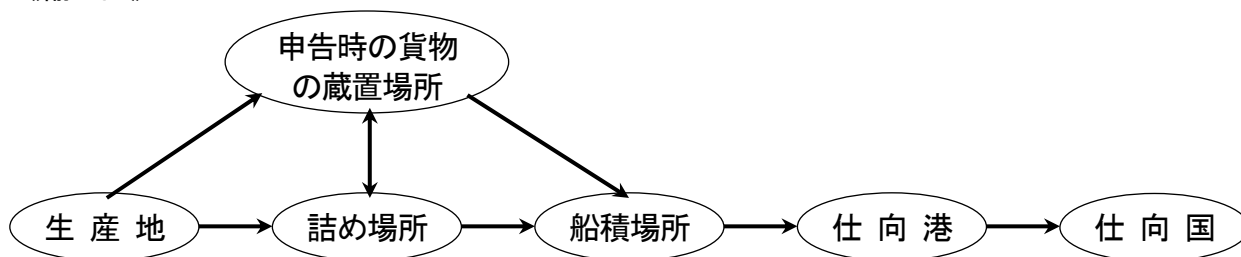 申告時の貨物
の蔵置場所
生産地
詰め場所
船積場所
仕向港
仕向国